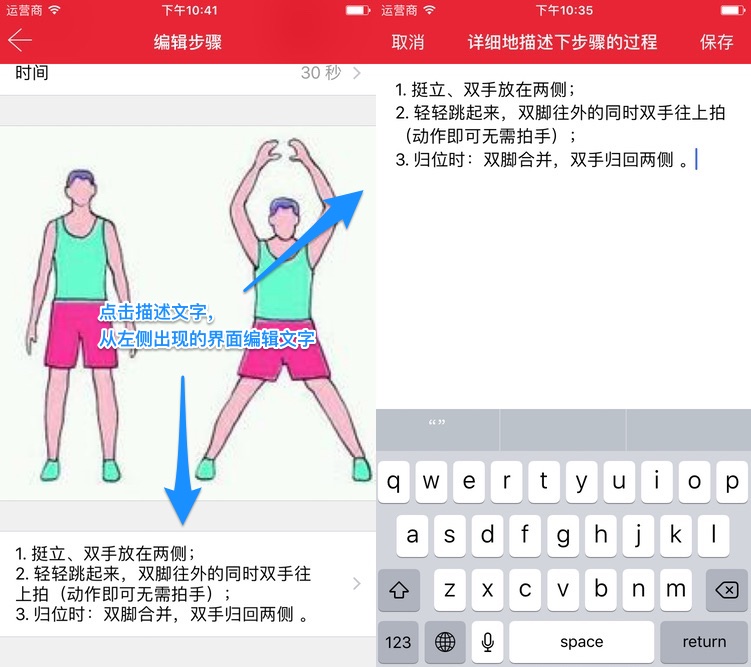 运营商 下午10:41
编辑步骤
时间 30 秒
点击描述文字,
从左侧出现的界面编辑文字
1. 挺立、双手放在两侧；
2. 轻轻跳起来，双脚往外的同时双手往
上拍（动作即可无需拍手）；
3. 归位时：双脚合并，双手归回两侧 。
运营商 下午10:35
取消 详细地描述下步骤的过程 保存
1. 挺立、双手放在两侧；
2. 轻轻跳起来，双脚往外的同时双手往上拍
（动作即可无需拍手）；
3. 归位时：双脚合并，双手归回两侧 。
“”
q w e r t y u i o p
a s d f g h j k l
z x c v b n m
123 space return